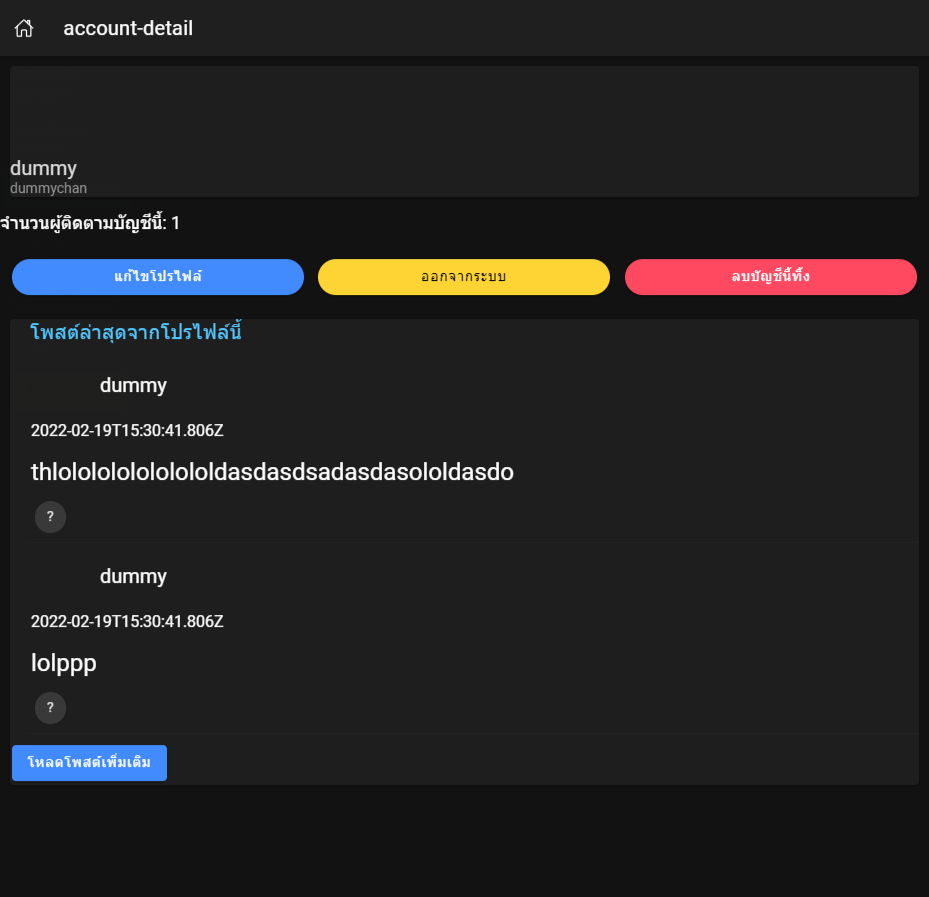 account-detail
dummy
dummychan
จำนวนผู้ติดตามบัญชีนี้: 1
แก้ไขโปรไฟล์
ออกจากระบบ
ลบบัญชีนี้ทิ้ง
โพสต์ล่าสุดจากโปรไฟล์นี้
dummy
2022-02-19T15:30:41.806Z
thlololololololololdasdasdsadasdasololdasdo
?
dummy
2022-02-19T15:30:41.806Z
lolppp
?
โหลดโพสต์เพิ่มเติม